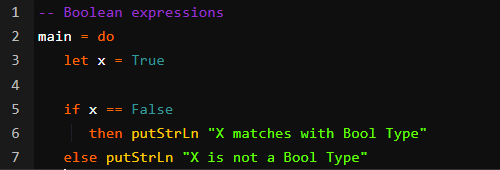 1 -- Boolean expressions
2 main = do
3 let x = True
4
5 if x == False
6 then putStrLn "X matches with Bool Type"
7 else putStrLn "X is not a Bool Type"